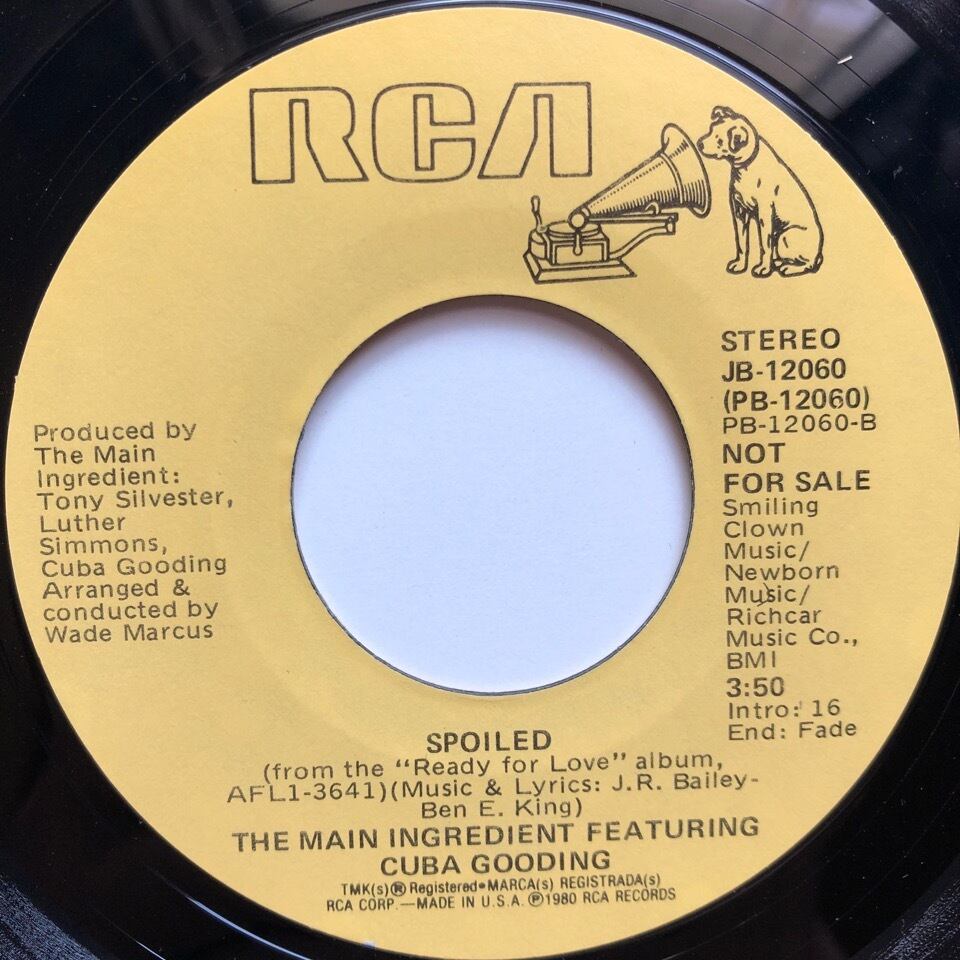 RCA
STEREO
JB-12060
(PB-12060)
PB-12060-B
NOT
FOR SALE
Smiling
Clown
Music/
Newborn
Music/
Richcar
Music Co.,
BMI
3:50
Intro: 16
End: Fade
Produced by
The Main
Ingredient:
Tony Silvester,
Luther
Simmons,
Cuba Gooding
Arranged &
conducted by
Wade Marcus
SPOILED
(from the "Ready for Love" album,
AFL1-3641)(Music & Lyrics: J.R. Bailey-
Ben E. King)
THE MAIN INGREDIENT FEATURING
CUBA GOODING
TMK(s)® Registered•MARCA(s) REGISTRADA(s)
RCA CORP.—MADE IN U.S.A. ℗1980 RCA RECORDS